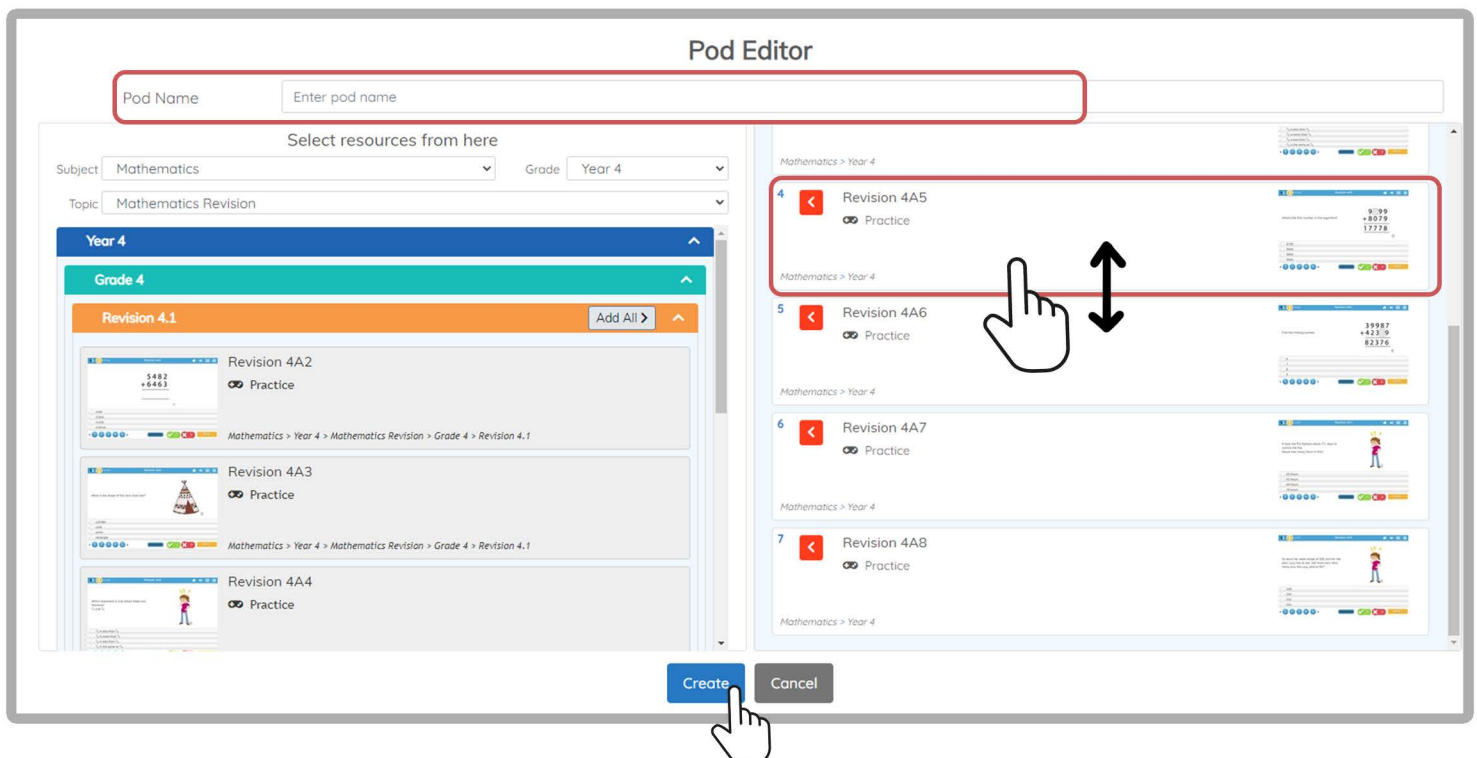 Pod Editor
Pod Name
Enter pod name
Select resources from here
Subject
Mathematics
Grade
Year 4
Topic
Mathematics Revision
Year 4
Grade 4
Revision 4.1
Add All
Revision 4A2
Practice
5482
+6463
Mathematics > Year 4 > Mathematics Revision > Grade 4 > Revision 4.1
Revision 4A3
Practice
Mathematics > Year 4 > Mathematics Revision > Grade 4 > Revision 4.1
Revision 4A4
Practice
Mathematics > Year 4
4
Revision 4A5
Practice
9 99
+8079
17778
Mathematics > Year 4
5
Revision 4A6
Practice
39987
+423 9
82376
Mathematics > Year 4
6
Revision 4A7
Practice
Mathematics > Year 4
7
Revision 4A8
Practice
Mathematics > Year 4
Create
Cancel